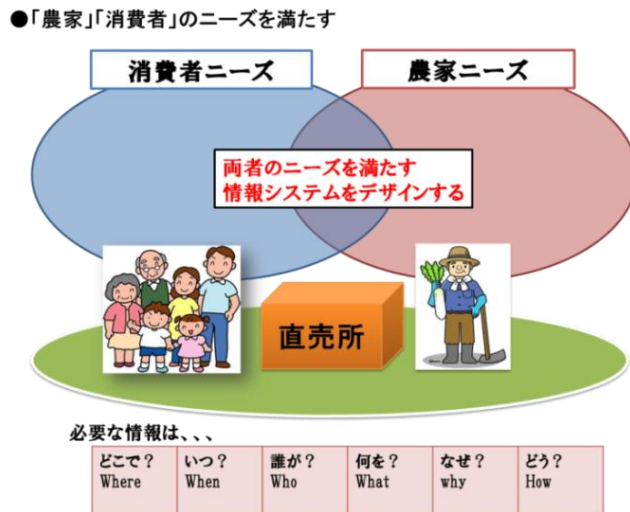 ●「農家」「消費者」のニーズを満たす
消費者ニーズ
農家ニーズ
両者のニーズを満たす
情報システムをデザインする
直売所
必要な情報は、、、
どこで？
Where
いつ？
When
誰が？
Who
何を？
What
なぜ？
why
どう？
How